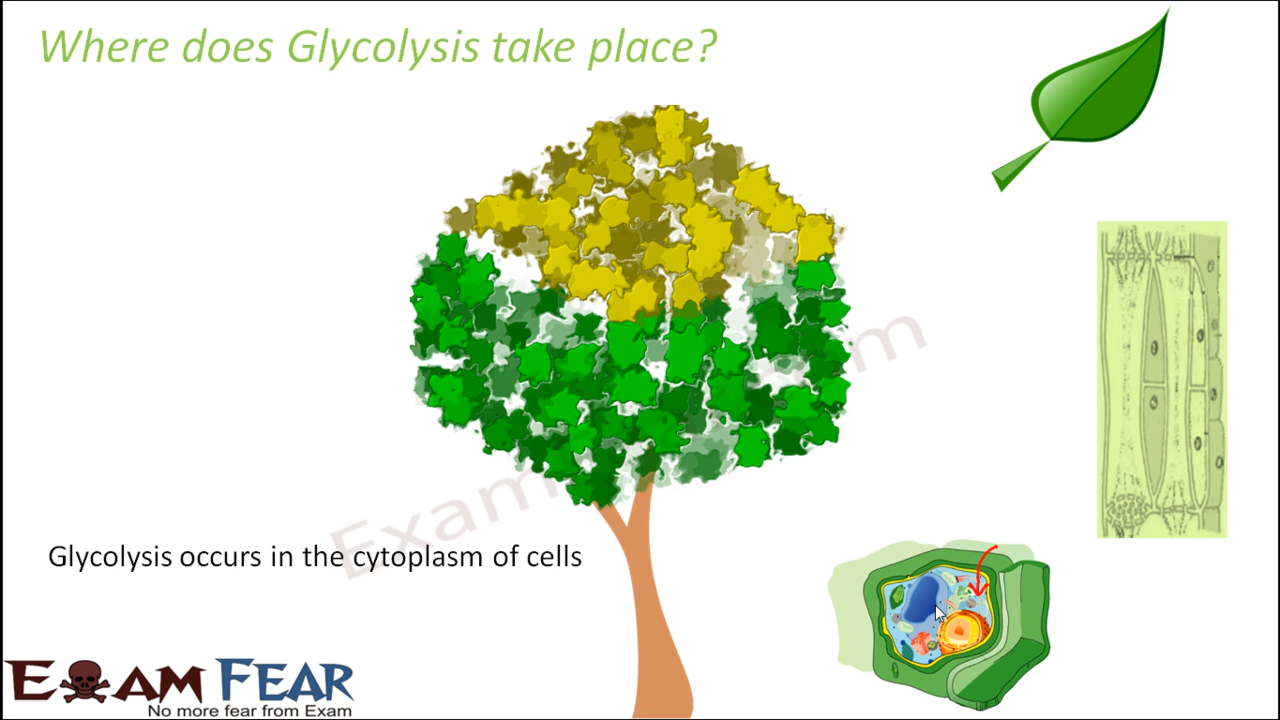 Where does Glycolysis take place?
Exam
m
Glycolysis occurs in the cytoplasm of cells
EXAM FEAR
No more fear from Exam